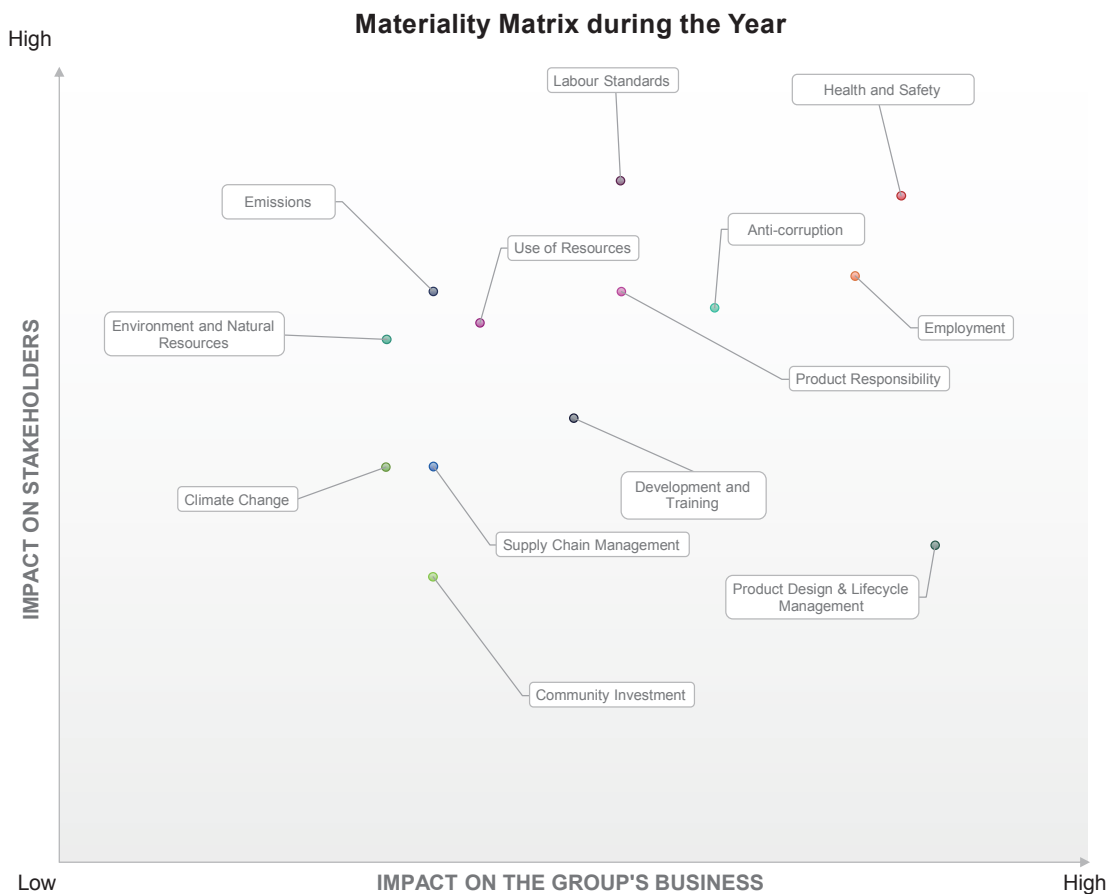 Materiality Matrix during the Year
High
Labour Standards
Health and Safety
Emissions
Anti-corruption
Use of Resources
Environment and Natural
Resources
Employment
Product Responsibility
Development and
Training
Climate Change
Supply Chain Management
Product Design & Lifecycle
Management
Community Investment
IMPACT ON STAKEHOLDERS
Low
IMPACT ON THE GROUP'S BUSINESS
High